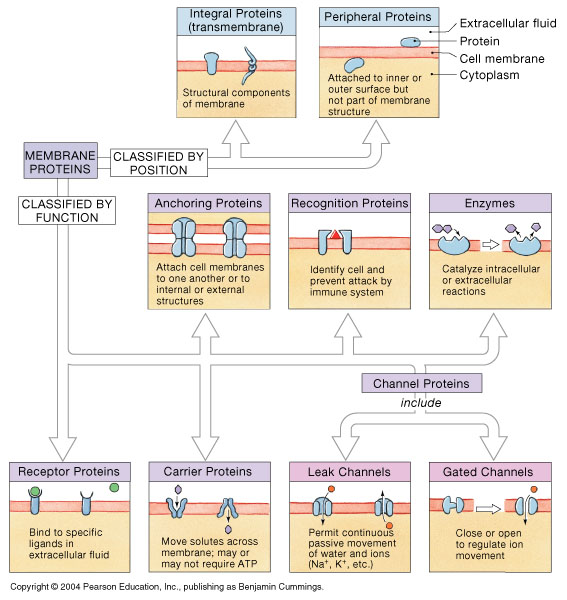 Integral Proteins
(transmembrane)
Structural components
of membrane
Peripheral Proteins
Attached to inner or
outer surface but
not part of membrane
structure
Extracellular fluid
Protein
Cell membrane
Cytoplasm
MEMBRANE
PROTEINS
CLASSIFIED BY
POSITION
CLASSIFIED BY
FUNCTION
Anchoring Proteins
Attach cell membranes
to one another or to
internal or external
structures
Recognition Proteins
Identify cell and
prevent attack by
immune system
Enzymes
Catalyze intracellular
or extracellular
reactions
Channel Proteins
include
Receptor Proteins
Bind to specific
ligands in
extracellular fluid
Carrier Proteins
Move solutes across
membrane; may or
may not require ATP
Leak Channels
Permit continuous
passive movement
of water and ions
(Na⁺, K⁺, etc.)
Gated Channels
Close or open
to regulate ion
movement
Copyright © 2004 Pearson Education, Inc., publishing as Benjamin Cummings.